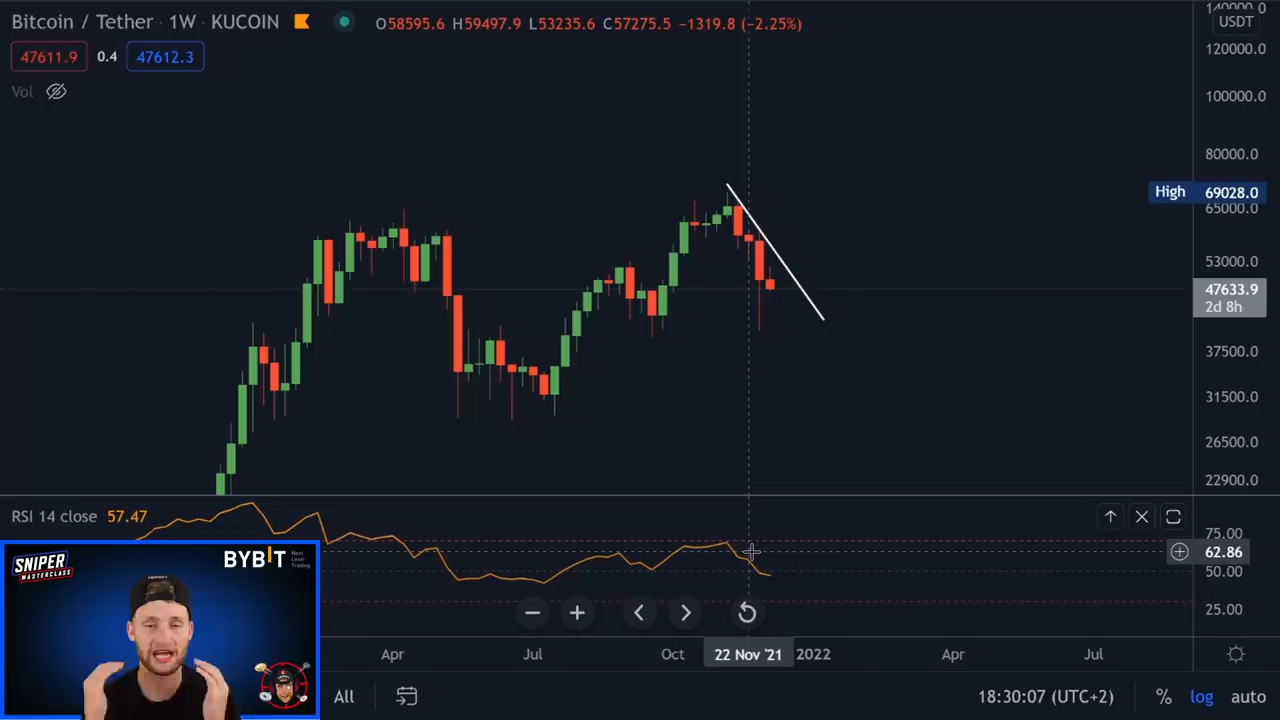 Bitcoin / Tether · 1W · KUCOIN
O58595.6 H59497.9 L53235.6 C57275.5 −1319.8 (−2.25%)
USDT
47611.9 0.4 47612.3
Vol
140000.0
120000.0
100000.0
80000.0
High 69028.0
65000.0
53000.0
47633.9
2d 8h
37500.0
31500.0
26500.0
22900.0
RSI 14 close 57.47
75.00
62.86
50.00
25.00
SNIPER
MASTERCLASS
BYBIT Next
Level
Trading
Apr Jul Oct 22 Nov '21 2022 Apr Jul
All 18:30:07 (UTC+2) % log auto